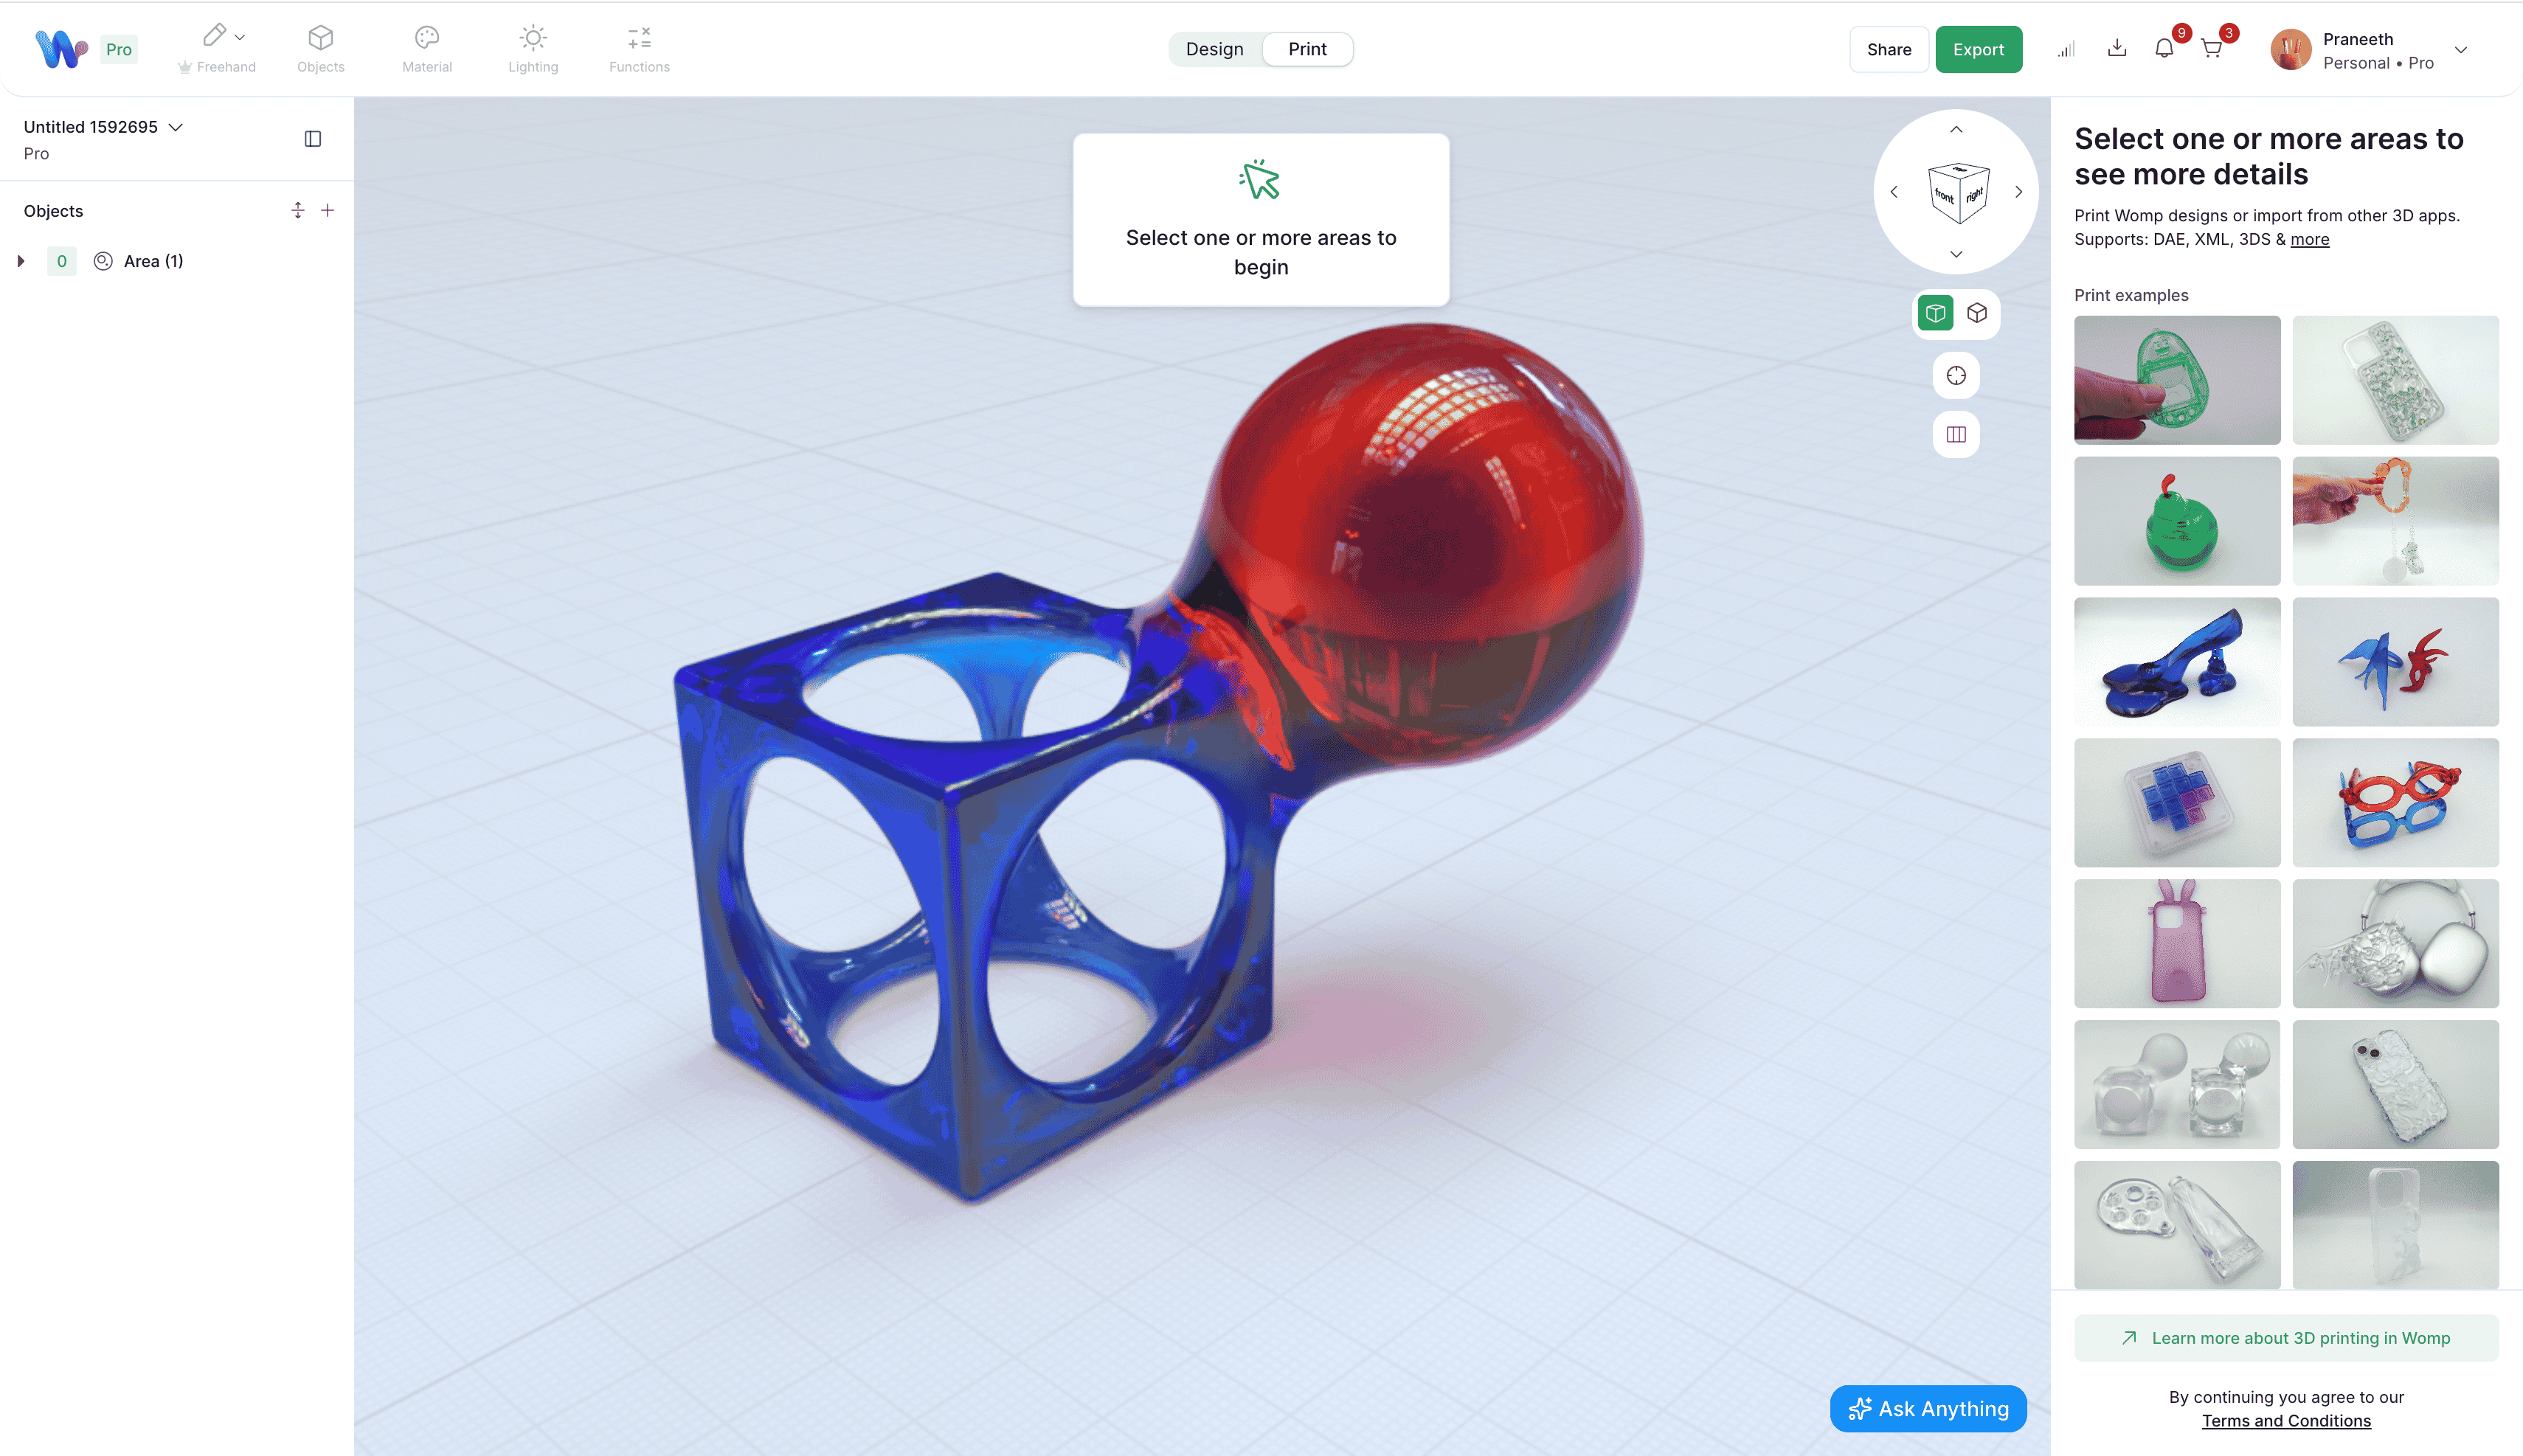 Pro
Freehand
Objects
Material
Lighting
Functions
Design
Print
Share
Export
9
3
Praneeth
Personal • Pro
Untitled 1592695
Pro
Objects
0
Area (1)
Select one or more areas to
begin
front
right
Select one or more areas to
see more details
Print Womp designs or import from other 3D apps.
Supports: DAE, XML, 3DS & more
Print examples
Learn more about 3D printing in Womp
By continuing you agree to our
Terms and Conditions
Ask Anything